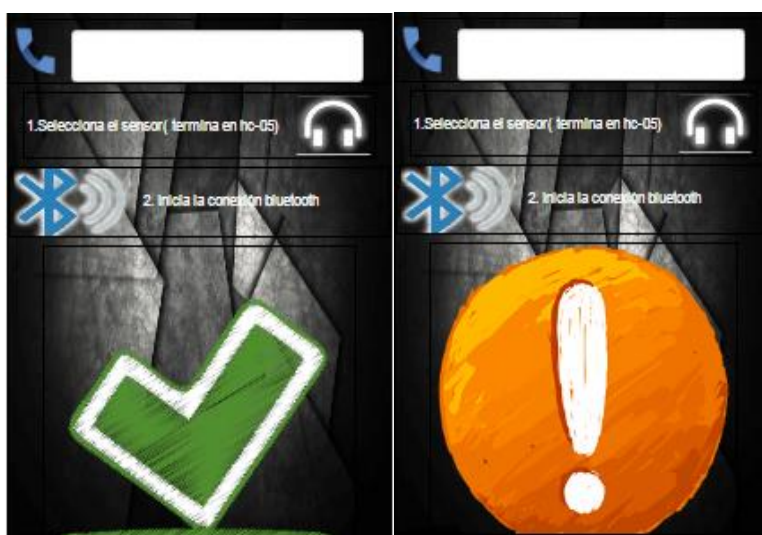 1.Selecciona el sensor( termina en hc-05)
2. Inicia la conexión bluetooth
1.Selecciona el sensor( termina en hc-05)
2. Inicia la conexión bluetooth